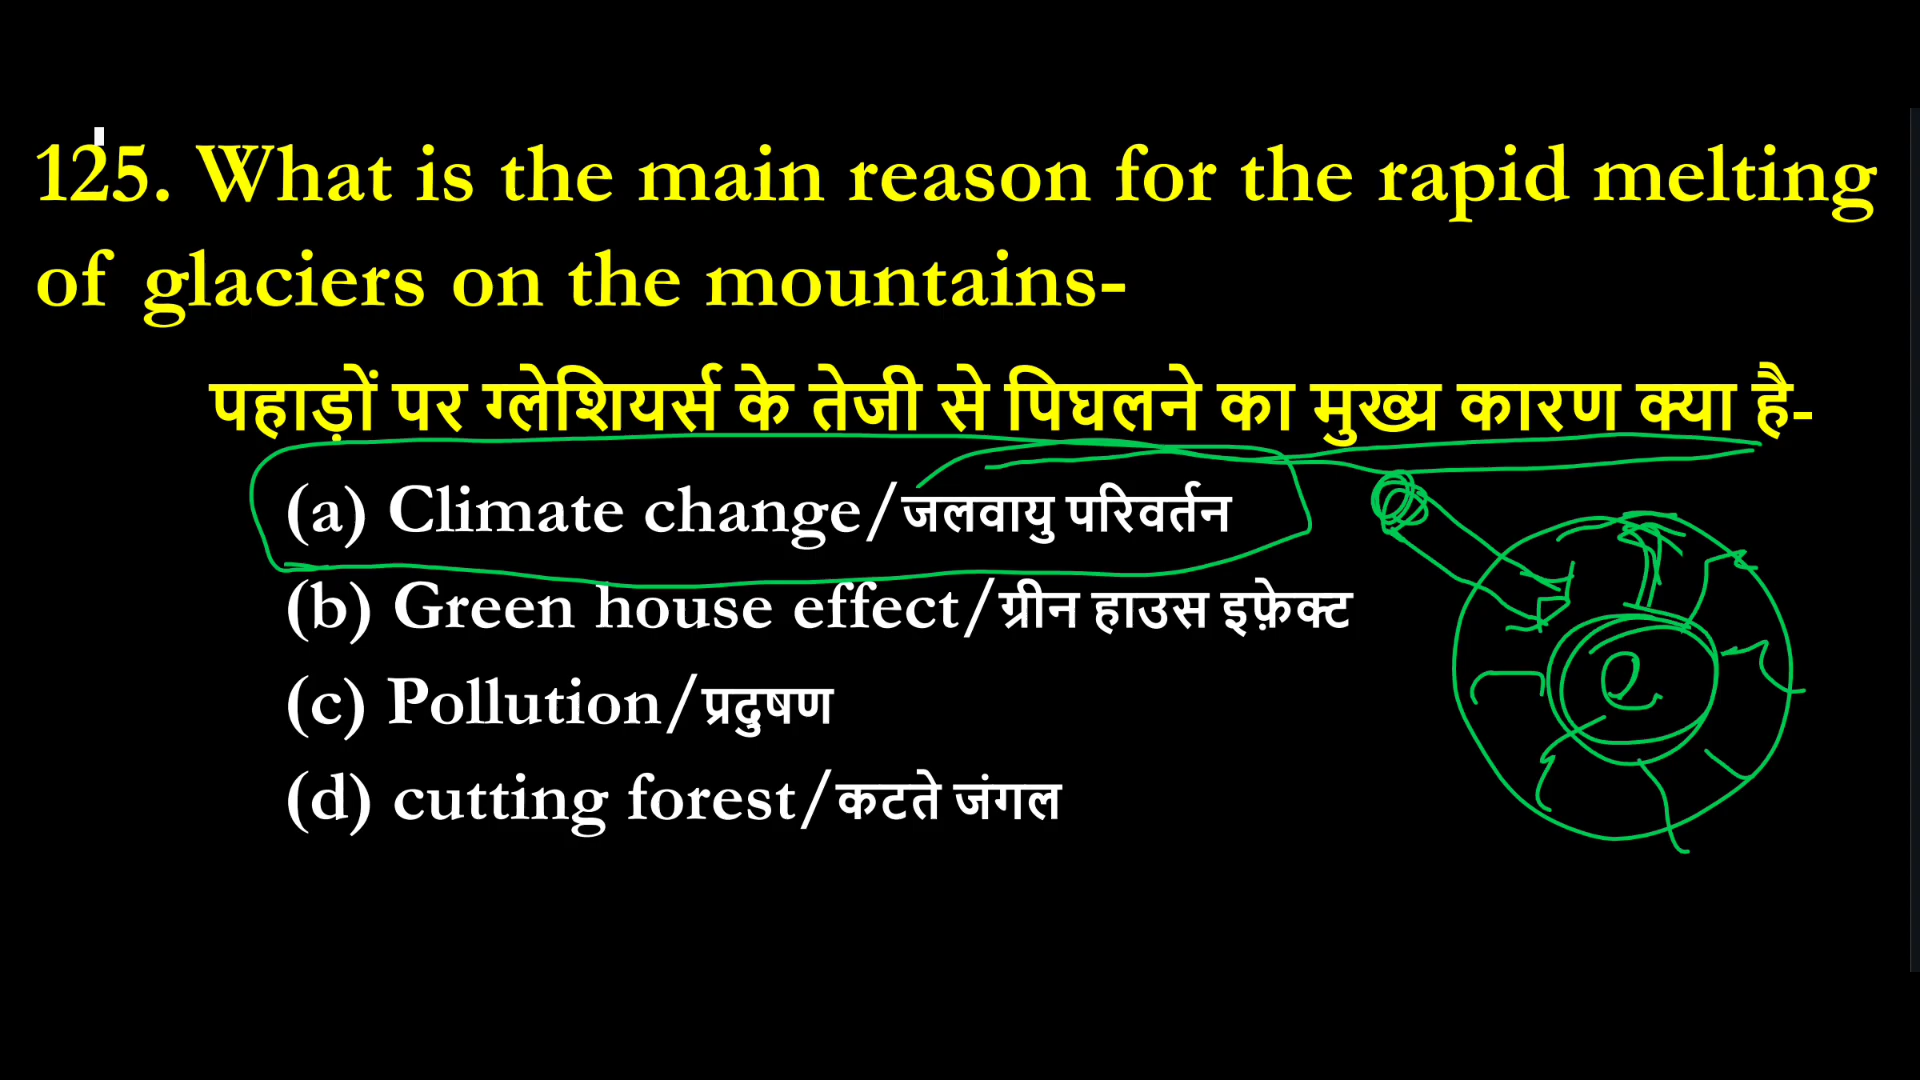 125. What is the main reason for the rapid melting
of glaciers on the mountains-
पहाड़ों पर ग्लेशियर्स के तेजी से पिघलने का मुख्य कारण क्या है-
(a) Climate change/जलवायु परिवर्तन
(b) Green house effect/ग्रीन हाउस इफ़ेक्ट
(c) Pollution/प्रदुषण
(d) cutting forest/कटते जंगल
e